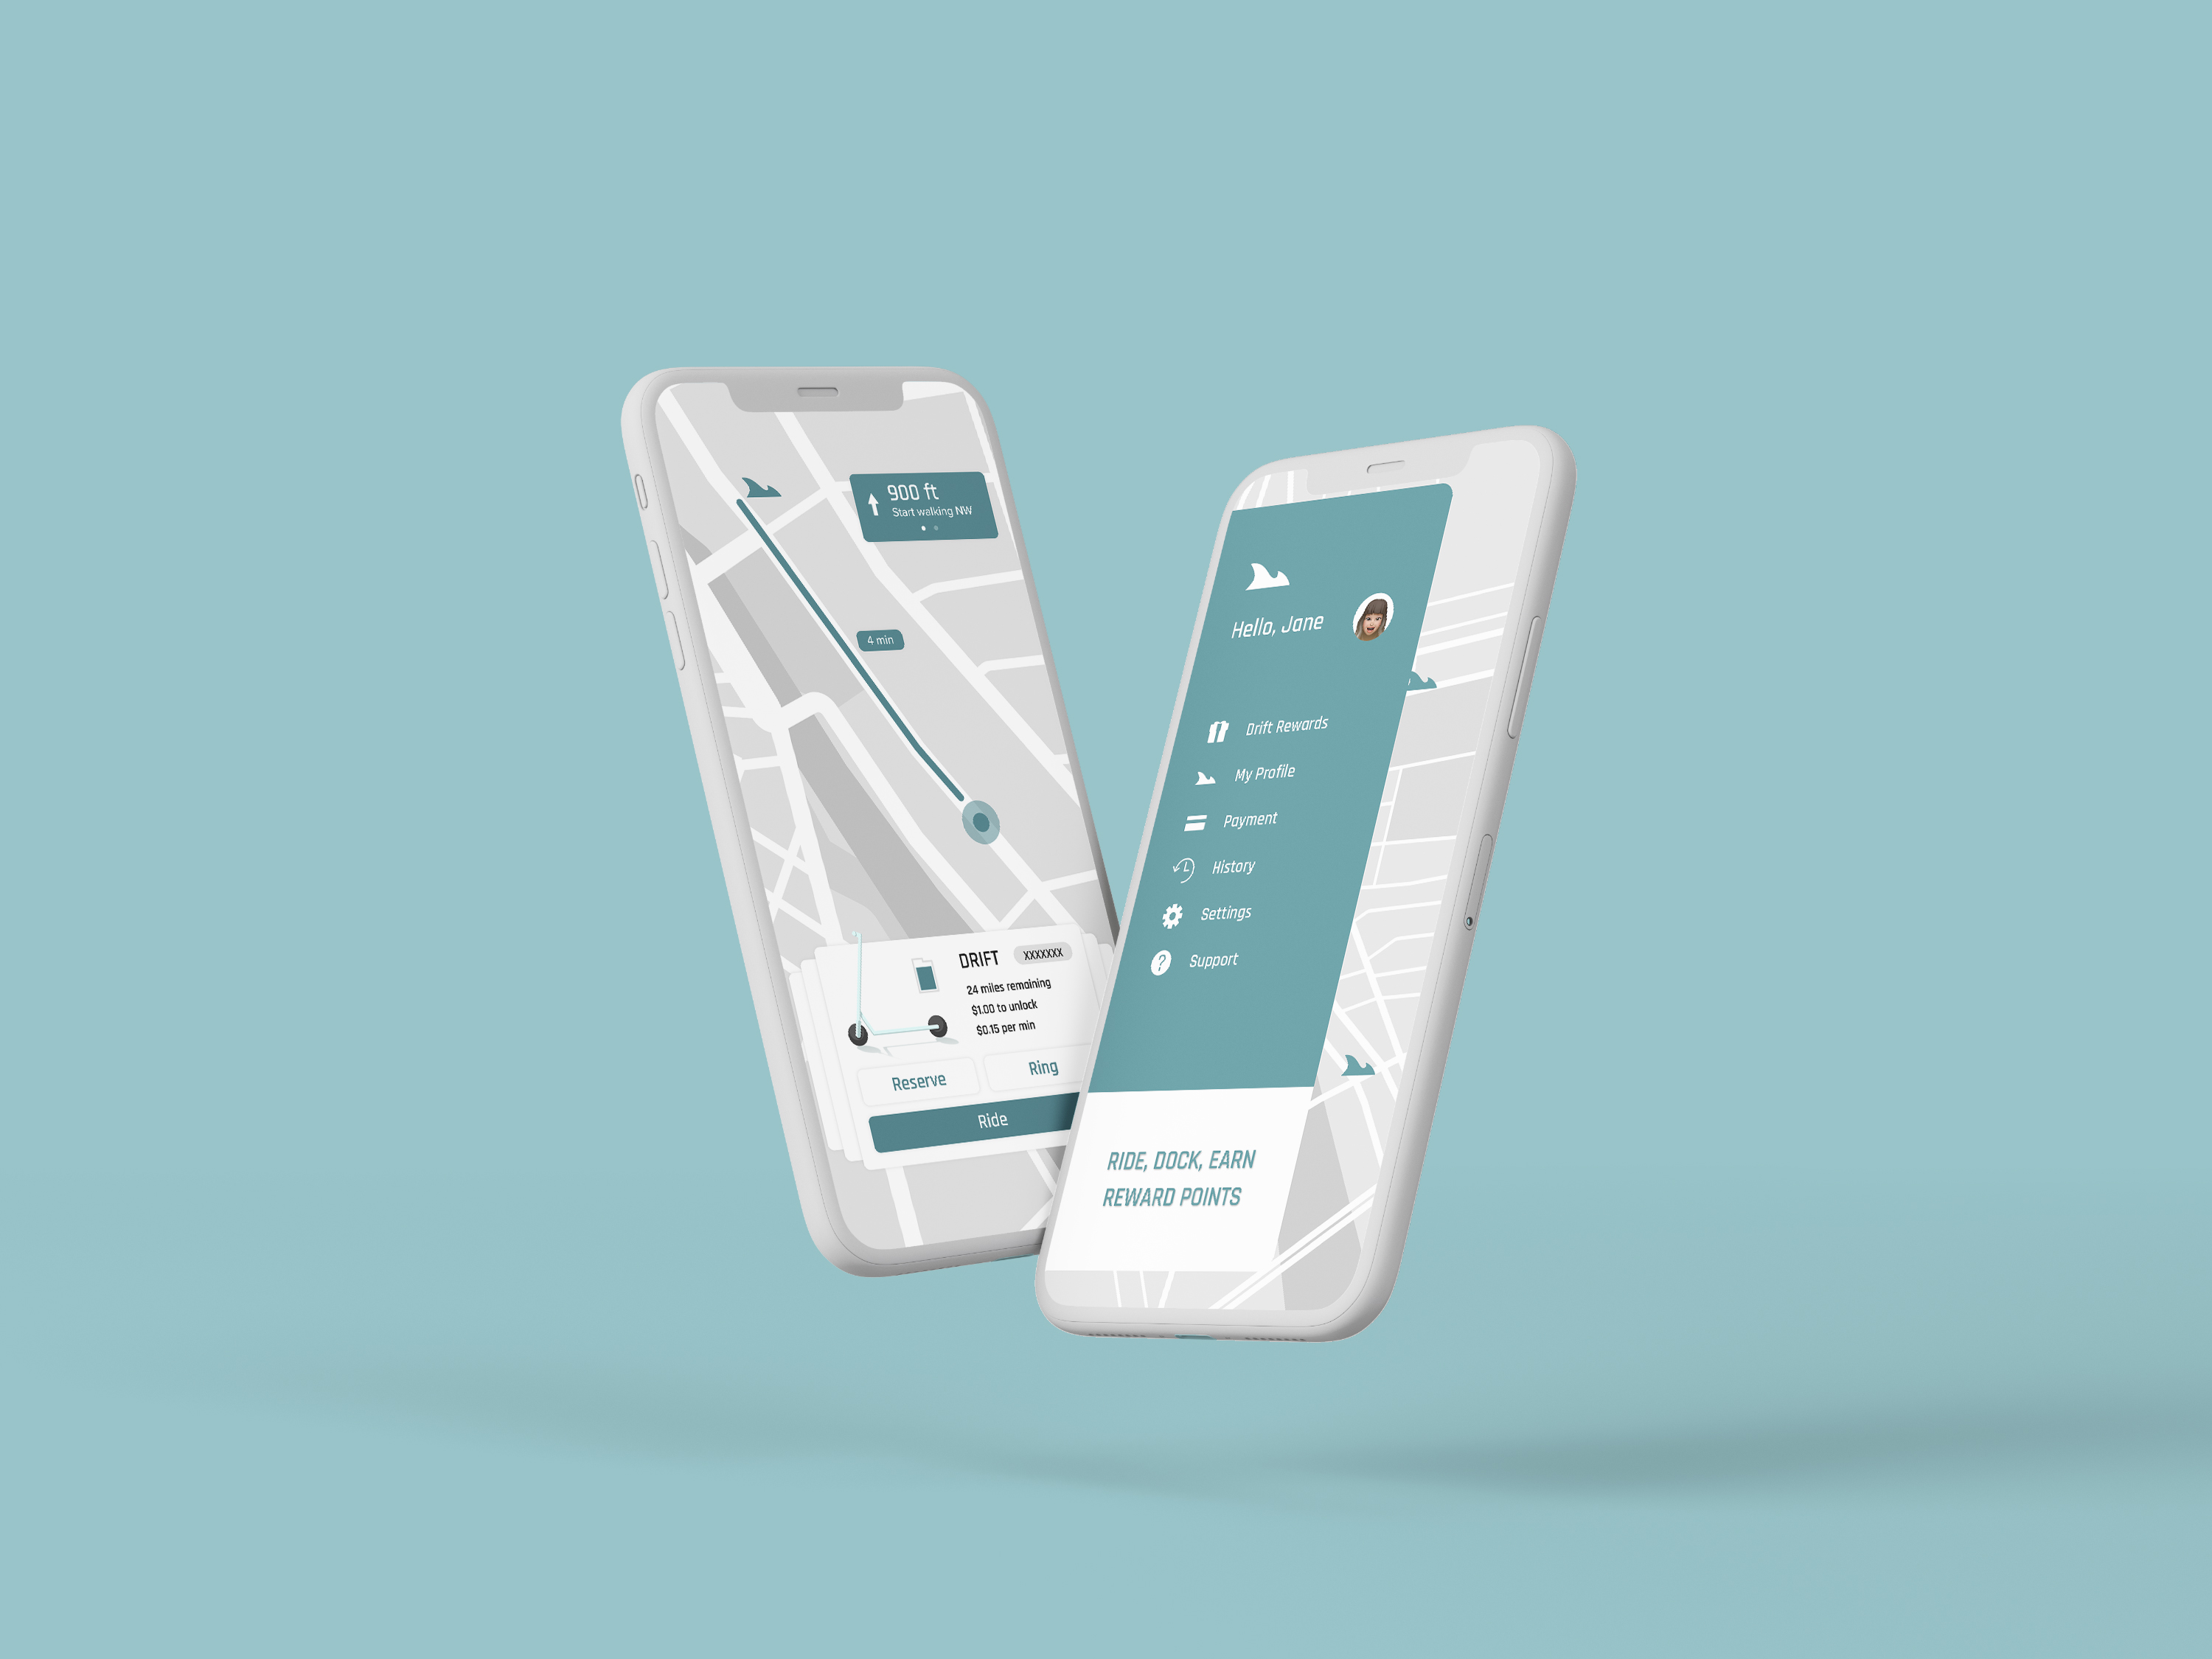 900 ft
Start walking NW
4 min
DRIFT XXXXXXX
24 miles remaining
$1.00 to unlock
$0.15 per min
Reserve
Ring
Ride
Hello, Jane
Drift Rewards
My Profile
Payment
History
Settings
Support
RIDE, DOCK, EARN
REWARD POINTS